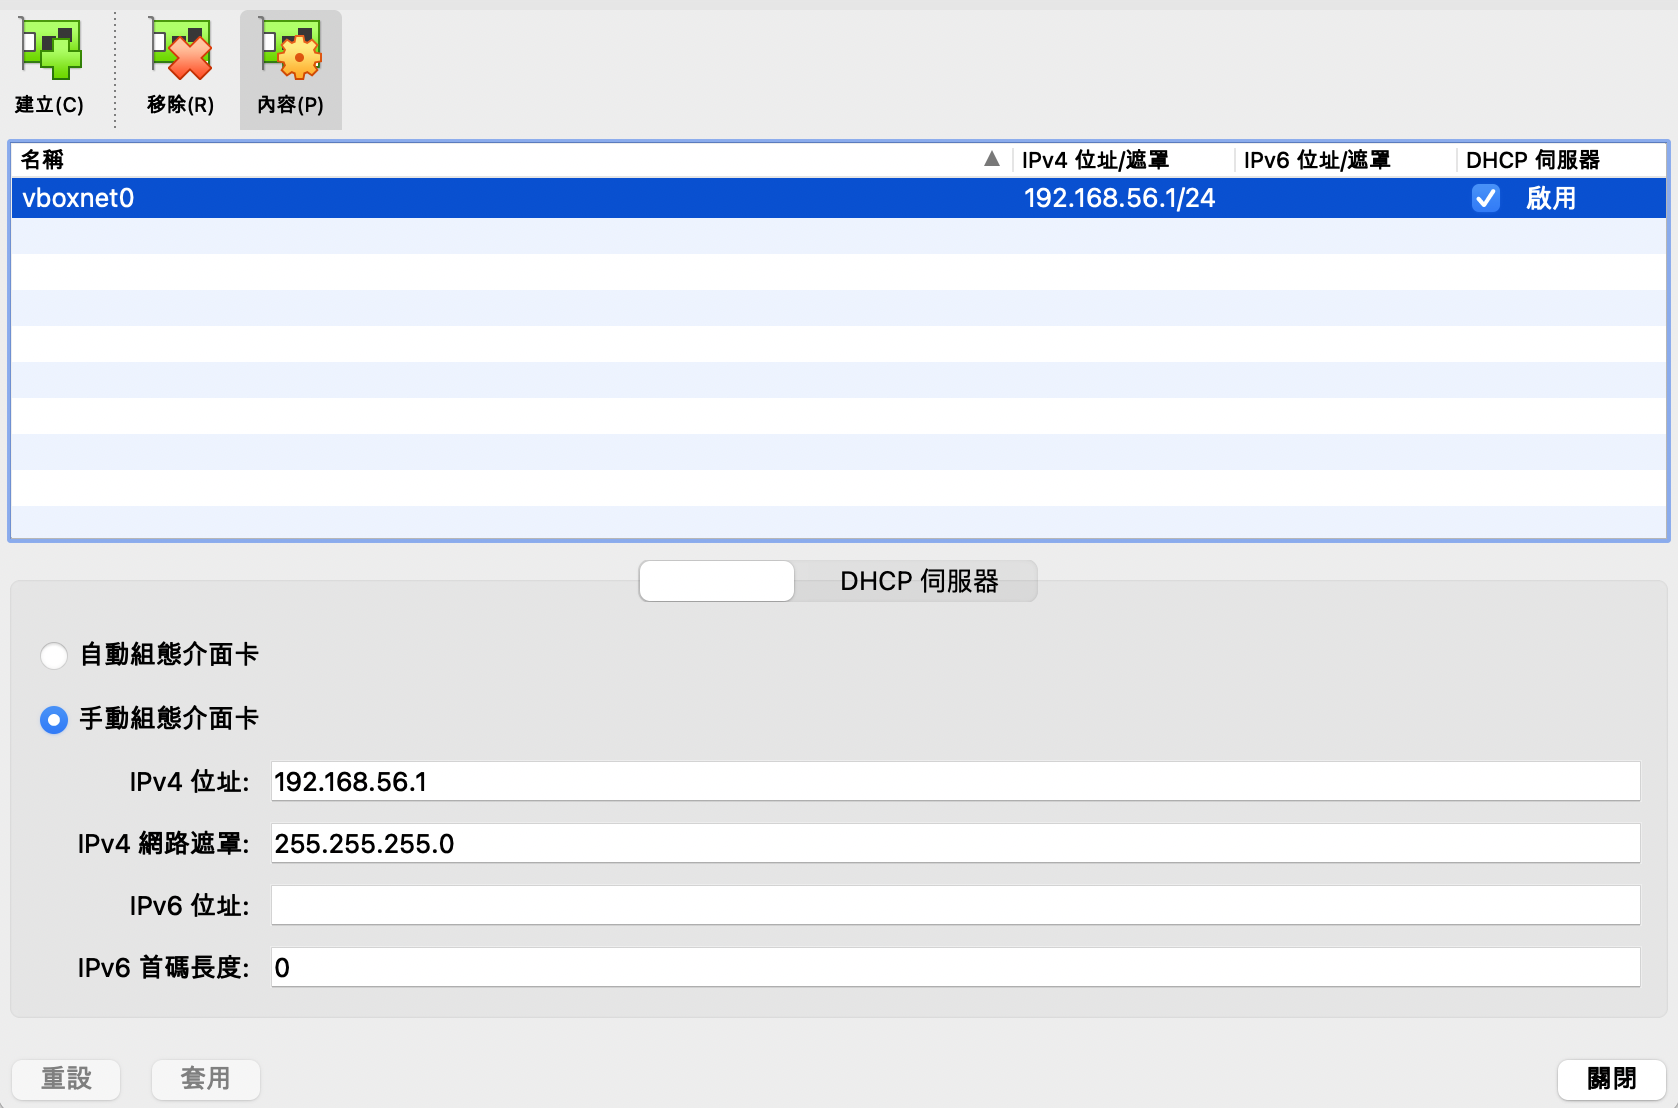 建立(C) 移除(R) 內容(P)
名稱 IPv4 位址/遮罩 IPv6 位址/遮罩 DHCP 伺服器
vboxnet0 192.168.56.1/24 啟用
DHCP 伺服器
自動組態介面卡
手動組態介面卡
IPv4 位址: 192.168.56.1
IPv4 網路遮罩: 255.255.255.0
IPv6 位址:
IPv6 首碼長度: 0
重設 套用 關閉